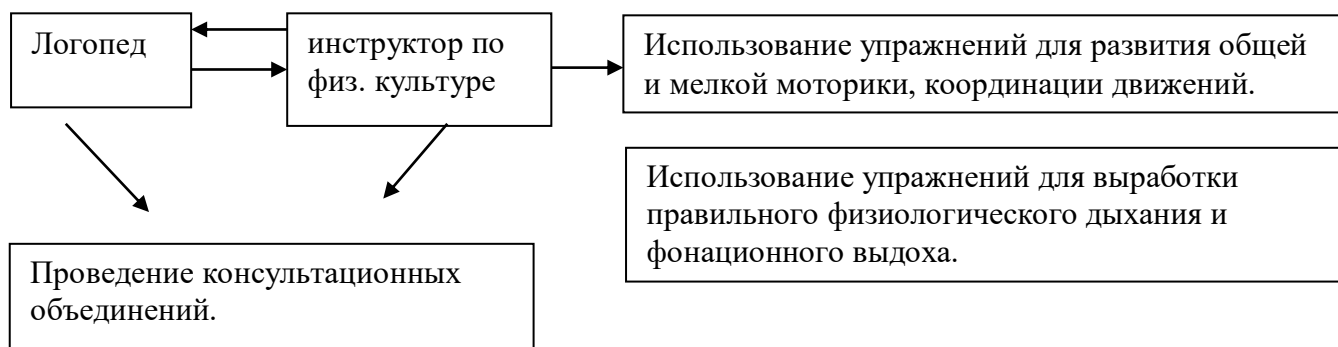 Логопед
инструктор по
физ. культуре
Использование упражнений для развития общей
и мелкой моторики, координации движений.
Использование упражнений для выработки
правильного физиологического дыхания и
фонационного выдоха.
Проведение консультационных
объединений.